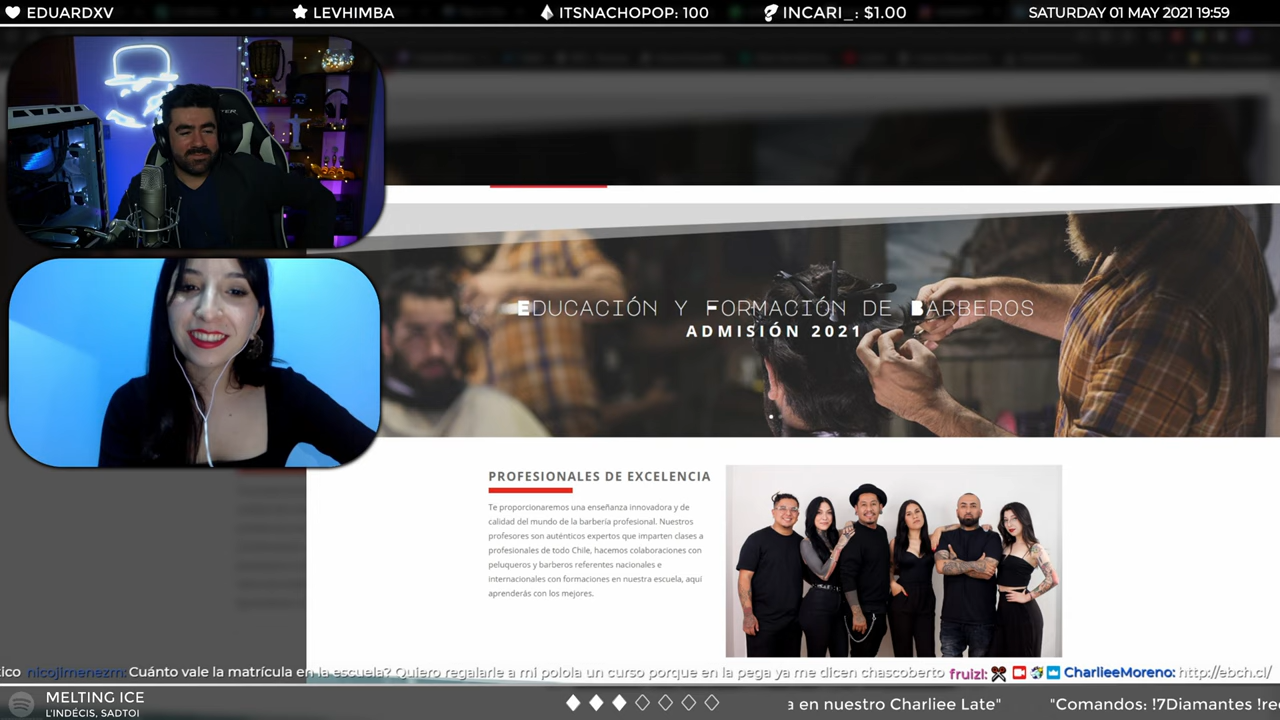 EDUARDXV
LEVHIMBA
ITSNACHOPOP: 100
INCARI_: $1.00
SATURDAY 01 MAY 2021 19:59
EDUCACIÓN Y FORMACIÓN DE BARBEROS
ADMISIÓN 2021
PROFESIONALES DE EXCELENCIA
Te proporcionaremos una enseñanza innovadora y de
calidad del mundo de la barbería profesional. Nuestros
profesores son auténticos expertos que imparten clases a
profesionales de todo Chile, hacemos colaboraciones con
peluqueros y barberos referentes nacionales e
internacionales con formaciones en nuestra escuela, aquí
aprenderás con los mejores.
ico nicojimenezm: Cuánto vale la matrícula en la escuela? Quiero regalarle a mi polola un curso porque en la pega ya me dicen chascoberto fruizl: CharlieeMoreno: http://ebch.cl/
MELTING ICE
L'INDÉCIS, SADTOI
a en nuestro Charliee Late"
"Comandos: !7Diamantes !re